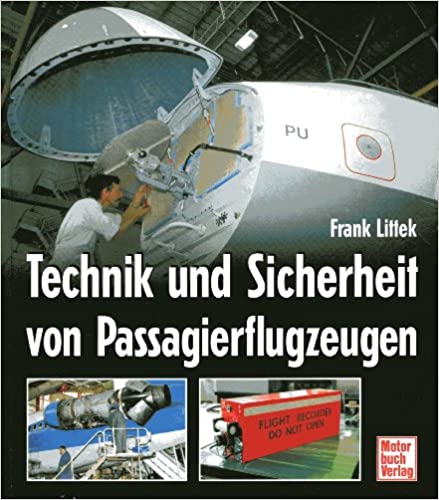 PU
Frank Littek
Technik und Sicherheit
von Passagierflugzeugen
FLIGHT RECORDER
DO NOT OPEN
Motor
buch
Verlag